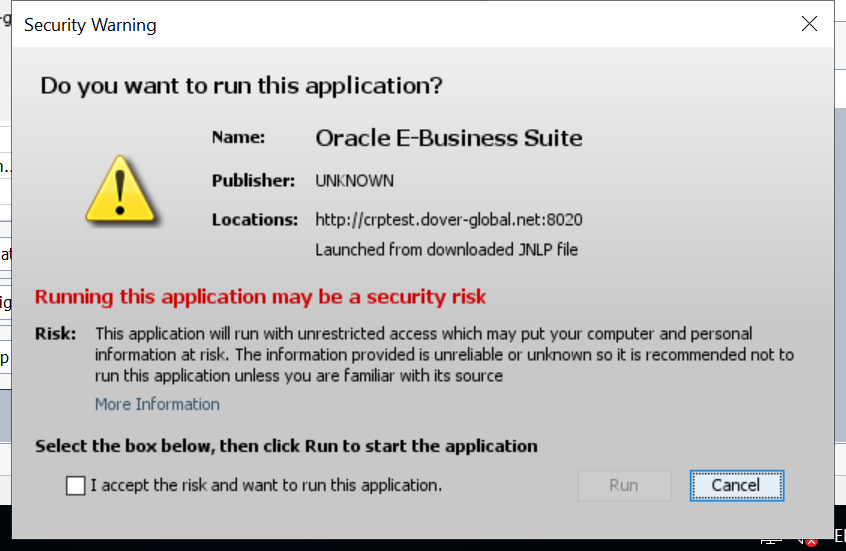 Security Warning
Do you want to run this application?
Name: Oracle E-Business Suite
Publisher: UNKNOWN
Locations: http://crptest.dover-global.net:8020
Launched from downloaded JNLP file
Running this application may be a security risk
Risk: This application will run with unrestricted access which may put your computer and personal
information at risk. The information provided is unreliable or unknown so it is recommended not to
run this application unless you are familiar with its source
More Information
Select the box below, then click Run to start the application
I accept the risk and want to run this application.
Run
Cancel